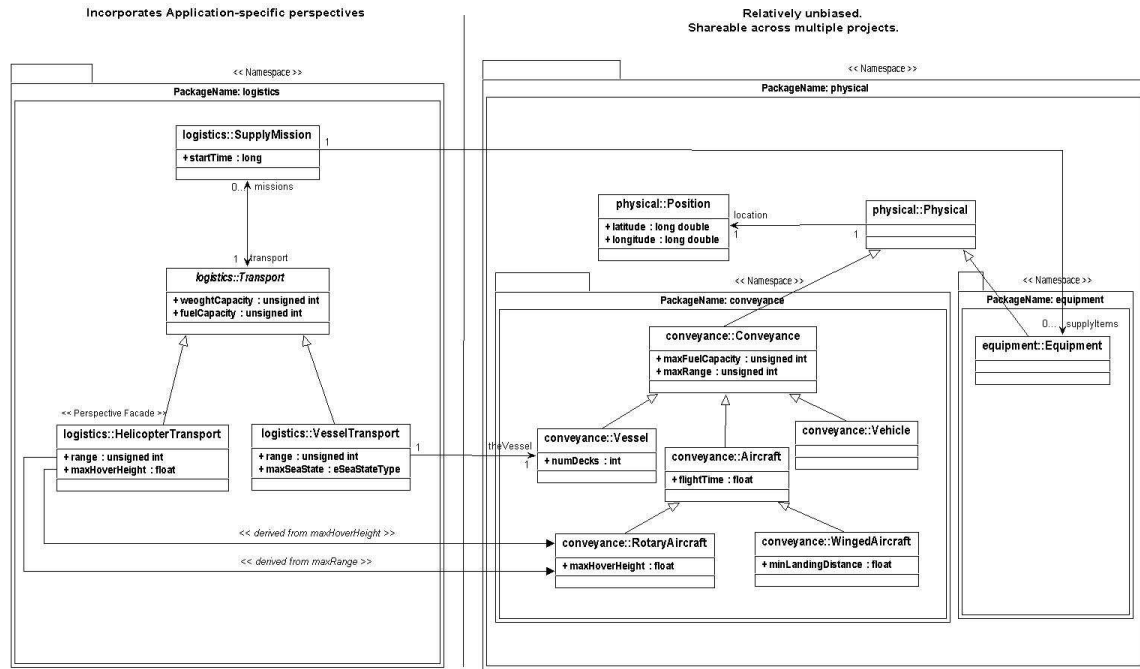 Incorporates Application-specific perspectives
Relatively unbiased.
Shareable across multiple projects.
<< Namespace >>
PackageName: logistics
logistics::SupplyMission
+ startTime : long
1
0... missions
1 transport
logistics::Transport
+ weoghtCapacity : unsigned int
+ fuelCapacity : unsigned int
<< Perspective Facade >>
logistics::HelicopterTransport
+ range : unsigned int
+ maxHoverHeight : float
logistics::VesselTransport
+ range : unsigned int
+ maxSeaState : eSeaStateType
1
theVessel
1
<< derived from maxHoverHeight >>
<< derived from maxRange >>
<< Namespace >>
PackageName: physical
physical::Position
+ latitude : long double
+ longitude : long double
location
1
1
physical::Physical
<< Namespace >>
PackageName: conveyance
conveyance::Conveyance
+ maxFuelCapacity : unsigned int
+ maxRange : unsigned int
conveyance::Vessel
+ numDecks : int
conveyance::Aircraft
+ flightTime : float
conveyance::Vehicle
conveyance::RotaryAircraft
+ maxHoverHeight : float
conveyance::WingedAircraft
+ minLandingDistance : float
<< Namespace >>
PackageName: equipment
0... supplyItems
equipment::Equipment